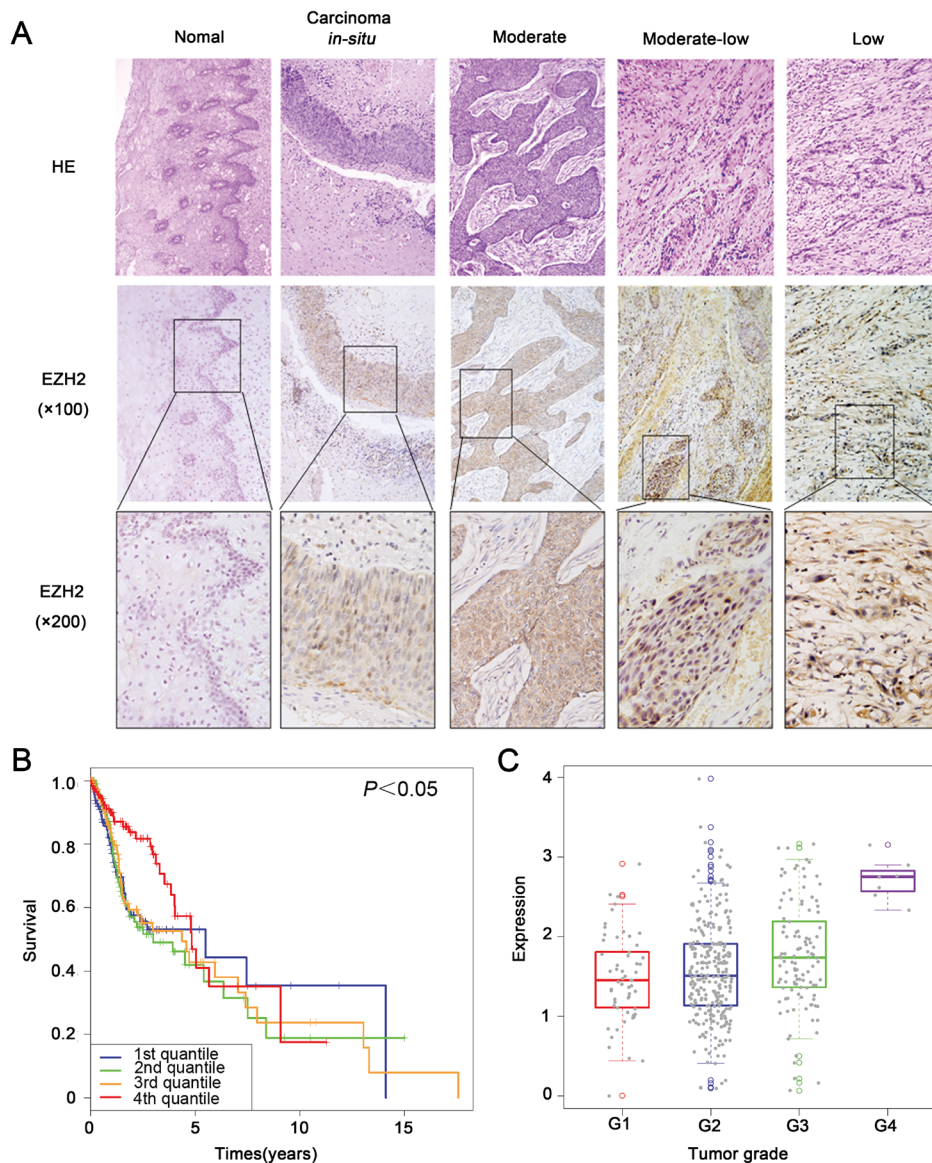 A
Nomal
Carcinoma
in-situ
Moderate
Moderate-low
Low
HE
EZH2
(×100)
EZH2
(×200)
B
P＜0.05
1.0
0.8
0.6
0.4
0.2
0
Survival
1st quantile
2nd quantile
3rd quantile
4th quantile
0
5
10
15
Times(years)
C
4
3
2
1
0
Expression
G1
G2
G3
G4
Tumor grade